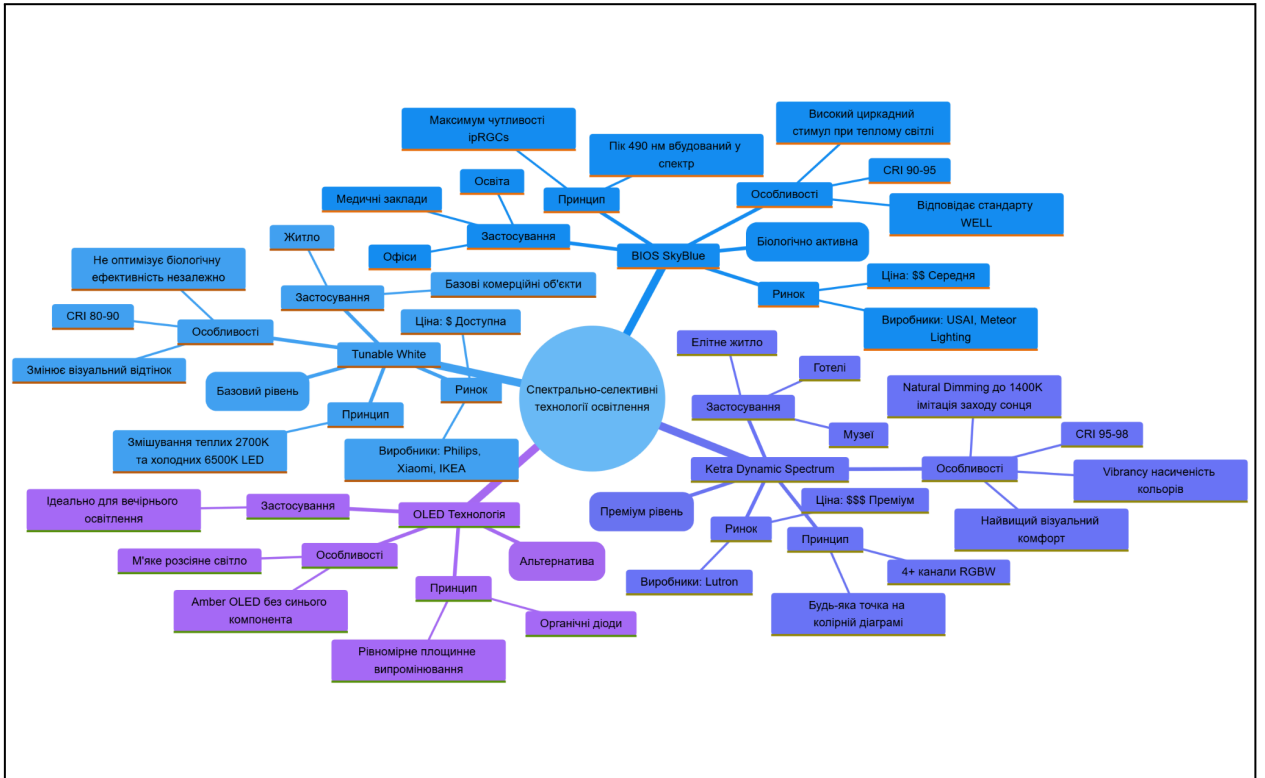 Спектрально-селективні
технології освітлення
BIOS SkyBlue
Принцип
Максимум чутливості
ipRGCs
Пік 490 нм вбудований у
спектр
Особливості
Високий циркадний
стимул при теплому світлі
CRI 90-95
Відповідає стандарту
WELL
Біологічно активна
Застосування
Освіта
Медичні заклади
Офіси
Ринок
Ціна: $$ Середня
Виробники: USAI, Meteor
Lighting
Tunable White
Застосування
Житло
Базові комерційні об'єкти
Особливості
Не оптимізує біологічну
ефективність незалежно
CRI 80-90
Змінює візуальний відтінок
Базовий рівень
Принцип
Змішування теплих 2700K
та холодних 6500K LED
Ринок
Ціна: $ Доступна
Виробники: Philips,
Xiaomi, IKEA
Ketra Dynamic Spectrum
Застосування
Елітне житло
Готелі
Музеї
Особливості
Natural Dimming до 1400K
імітація заходу сонця
CRI 95-98
Vibrancy насиченість
кольорів
Найвищий візуальний
комфорт
Преміум рівень
Ринок
Ціна: $$$ Преміум
Виробники: Lutron
Принцип
4+ канали RGBW
Будь-яка точка на
колірній діаграмі
OLED Технологія
Застосування
Ідеально для вечірнього
освітлення
Особливості
М'яке розсіяне світло
Amber OLED без синього
компонента
Принцип
Рівномірне площинне
випромінювання
Органічні діоди
Альтернатива